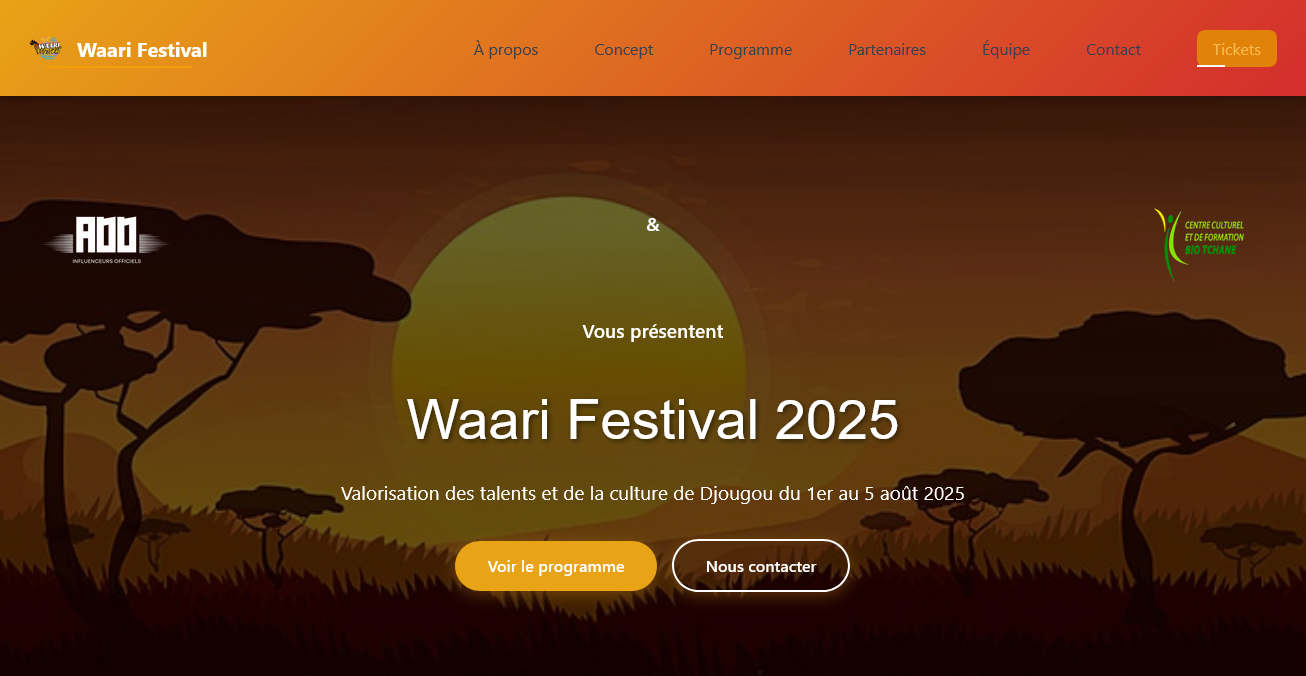 WAARI
Waari Festival
À propos
Concept
Programme
Partenaires
Équipe
Contact
Tickets
ADD
INFLUENCEURS OFFICIELS
&
CENTRE CULTUREL
ET DE FORMATION
BIO TCHANE
Vous présentent
Waari Festival 2025
Valorisation des talents et de la culture de Djougou du 1er au 5 août 2025
Voir le programme
Nous contacter